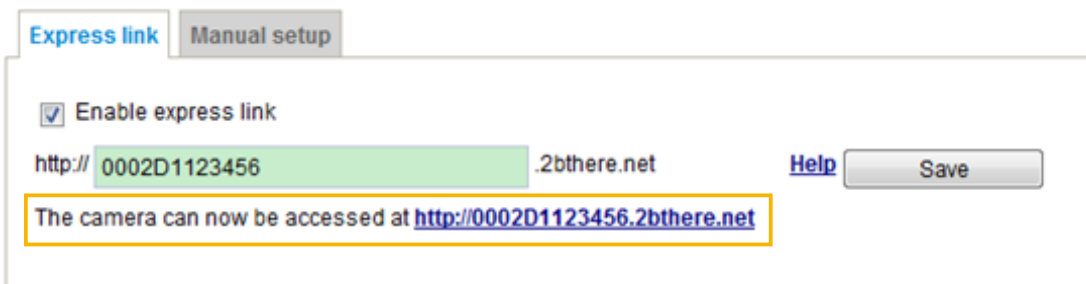 Express link Manual setup
Enable express link
http:// 0002D1123456 .2bthere.net Help Save
The camera can now be accessed at http://0002D1123456.2bthere.net